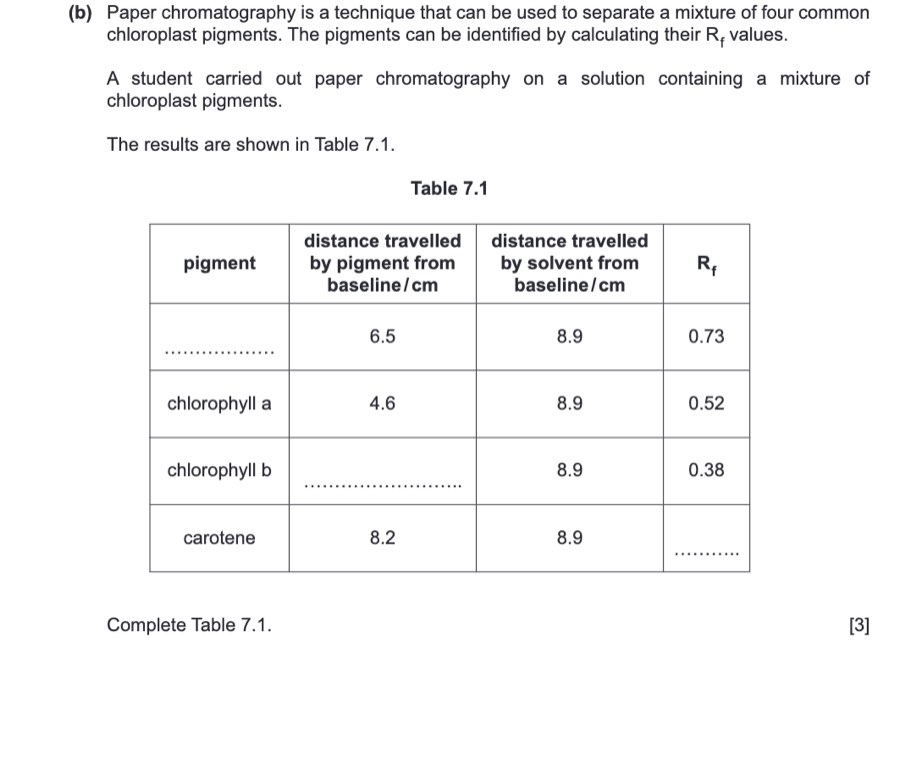 (b) Paper chromatography is a technique that can be used to separate a mixture of four common
chloroplast pigments. The pigments can be identified by calculating their Rf values.
A student carried out paper chromatography on a solution containing a mixture of
chloroplast pigments.
The results are shown in Table 7.1.
Table 7.1
pigment
distance travelled
by pigment from
baseline/cm
distance travelled
by solvent from
baseline/cm
Rf
..................
6.5
8.9
0.73
chlorophyll a
4.6
8.9
0.52
chlorophyll b
..........................
8.9
0.38
carotene
8.2
8.9
...........
Complete Table 7.1.
[3]